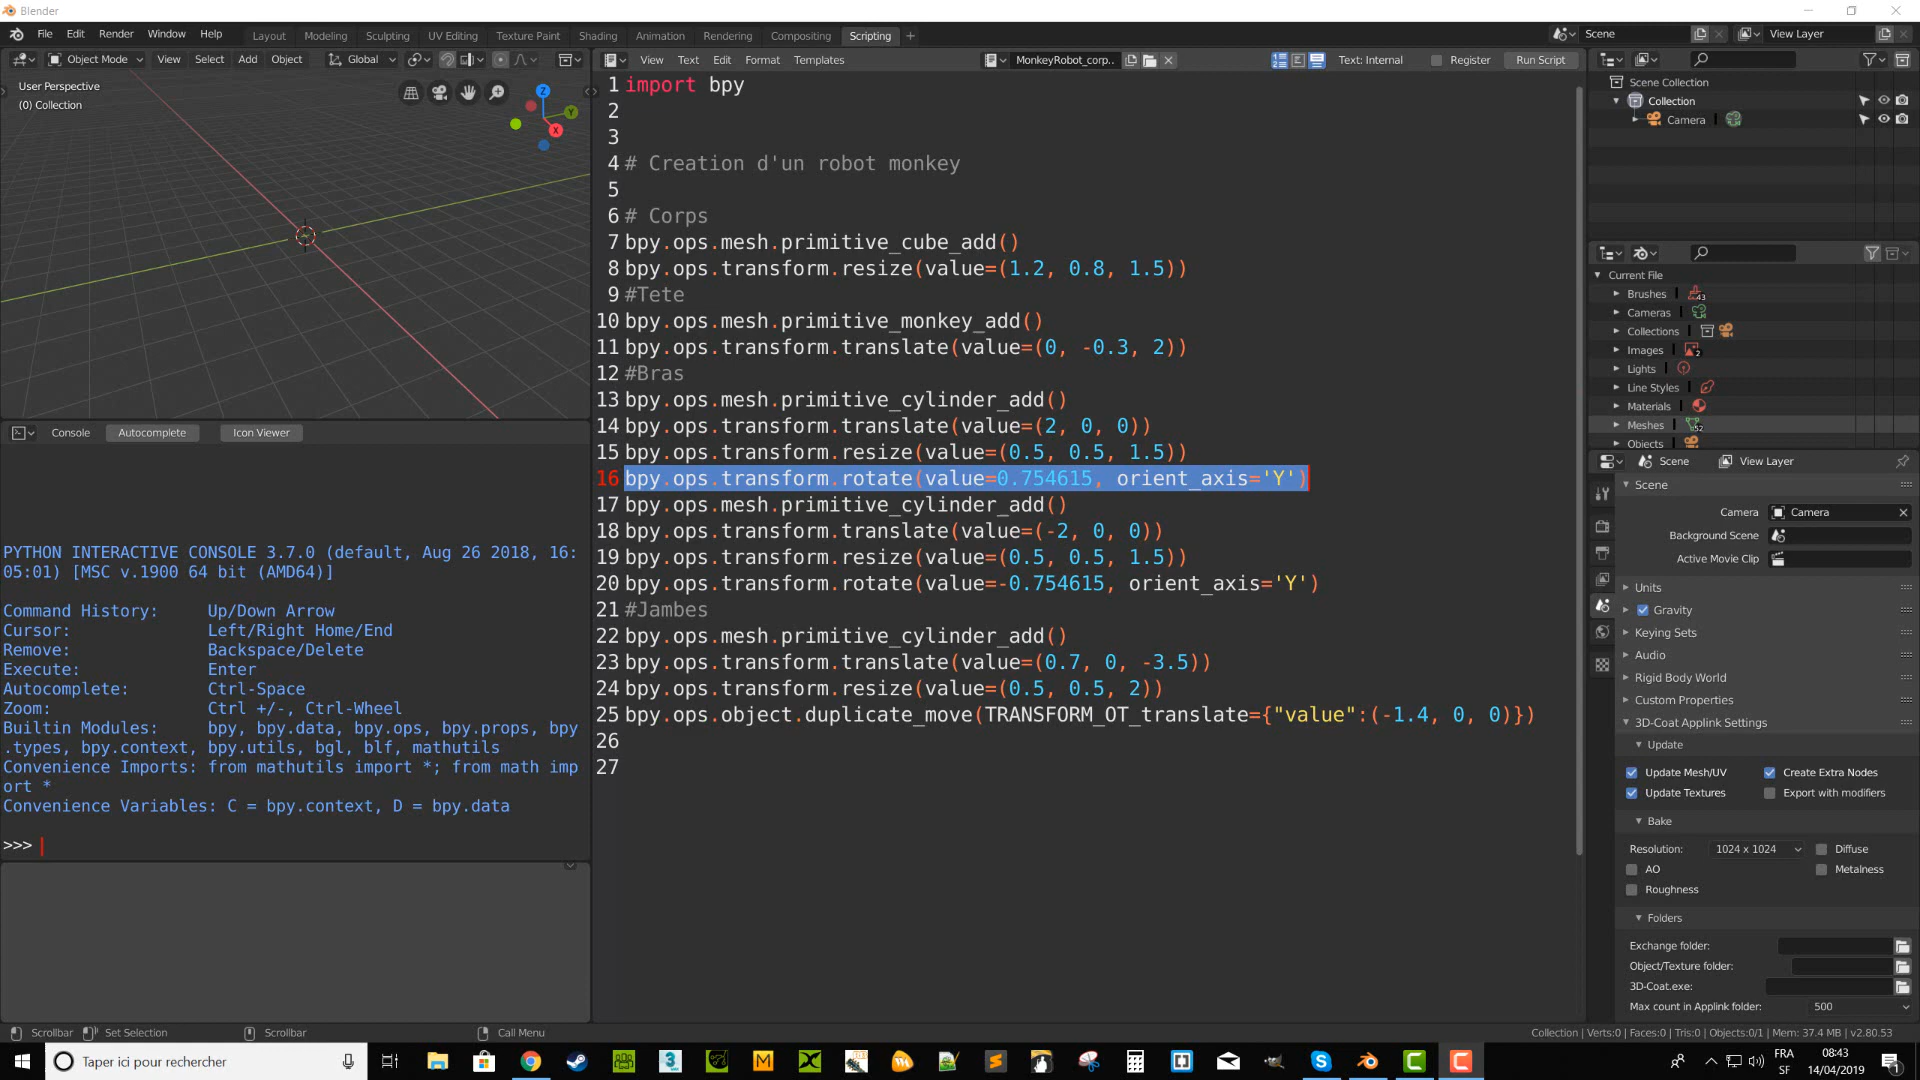 Blender
File Edit Render Window Help
Layout Modeling Sculpting UV Editing Texture Paint Shading Animation Rendering Compositing Scripting +
Scene
View Layer
Object Mode View Select Add Object Global
View Text Edit Format Templates MonkeyRobot_corp.. Text: Internal Register Run Script
User Perspective
(0) Collection
Z
Y
X
1 import bpy
2
3
4 # Creation d'un robot monkey
5
6 # Corps
7 bpy.ops.mesh.primitive_cube_add()
8 bpy.ops.transform.resize(value=(1.2, 0.8, 1.5))
9 #Tete
10 bpy.ops.mesh.primitive_monkey_add()
11 bpy.ops.transform.translate(value=(0, -0.3, 2))
12 #Bras
13 bpy.ops.mesh.primitive_cylinder_add()
14 bpy.ops.transform.translate(value=(2, 0, 0))
15 bpy.ops.transform.resize(value=(0.5, 0.5, 1.5))
16 bpy.ops.transform.rotate(value=0.754615, orient_axis='Y')
17 bpy.ops.mesh.primitive_cylinder_add()
18 bpy.ops.transform.translate(value=(-2, 0, 0))
19 bpy.ops.transform.resize(value=(0.5, 0.5, 1.5))
20 bpy.ops.transform.rotate(value=-0.754615, orient_axis='Y')
21 #Jambes
22 bpy.ops.mesh.primitive_cylinder_add()
23 bpy.ops.transform.translate(value=(0.7, 0, -3.5))
24 bpy.ops.transform.resize(value=(0.5, 0.5, 2))
25 bpy.ops.object.duplicate_move(TRANSFORM_OT_translate={"value":(-1.4, 0, 0)})
26
27
Console Autocomplete Icon Viewer
PYTHON INTERACTIVE CONSOLE 3.7.0 (default, Aug 26 2018, 16:
05:01) [MSC v.1900 64 bit (AMD64)]
Command History: Up/Down Arrow
Cursor: Left/Right Home/End
Remove: Backspace/Delete
Execute: Enter
Autocomplete: Ctrl-Space
Zoom: Ctrl +/-, Ctrl-Wheel
Builtin Modules: bpy, bpy.data, bpy.ops, bpy.props, bpy
.types, bpy.context, bpy.utils, bgl, blf, mathutils
Convenience Imports: from mathutils import *; from math imp
ort *
Convenience Variables: C = bpy.context, D = bpy.data
>>>
Scene Collection
Collection
Camera
Current File
Brushes 43
Cameras
Collections
Images 2
Lights
Line Styles
Materials
Meshes 52
Objects
Scene View Layer
Scene
Camera Camera
Background Scene
Active Movie Clip
Units
Gravity
Keying Sets
Audio
Rigid Body World
Custom Properties
3D-Coat Applink Settings
Update
Update Mesh/UV Create Extra Nodes
Update Textures Export with modifiers
Bake
Resolution: 1024 x 1024 Diffuse
AO Metalness
Roughness
Folders
Exchange folder:
Object/Texture folder:
3D-Coat.exe:
Max count in Applink folder: 500
Scrollbar Set Selection Scrollbar Call Menu
Collection | Verts:0 | Faces:0 | Tris:0 | Objects:0/1 | Mem: 37.4 MB | v2.80.53
Taper ici pour rechercher
FRA
SF
08:43
14/04/2019
1